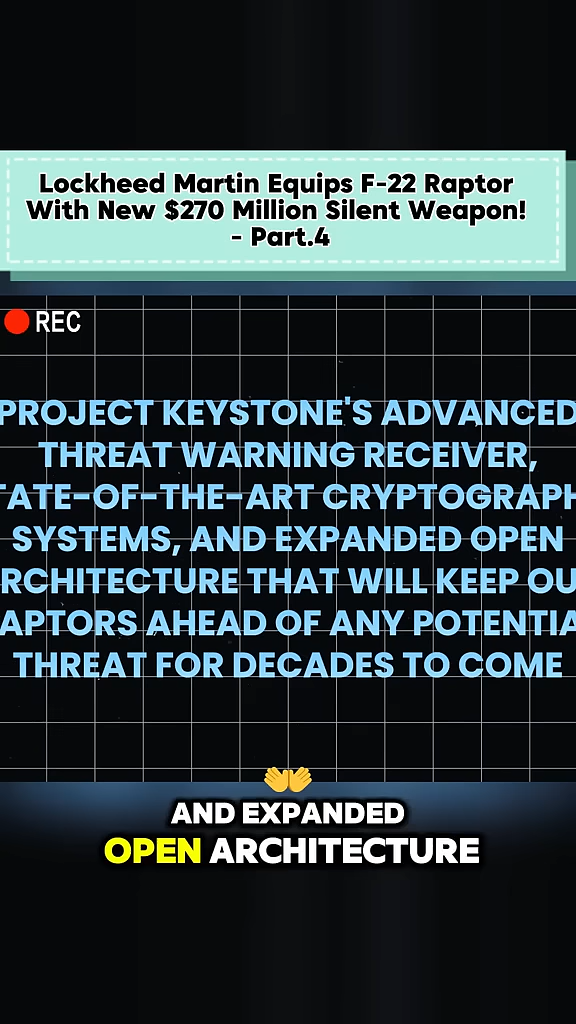 Lockheed Martin Equips F-22 Raptor
With New $270 Million Silent Weapon!
- Part.4
REC
PROJECT KEYSTONE'S ADVANCED
THREAT WARNING RECEIVER,
TATE-OF-THE-ART CRYPTOGRAPH
SYSTEMS, AND EXPANDED OPEN
RCHITECTURE THAT WILL KEEP OU
APTORS AHEAD OF ANY POTENTIA
THREAT FOR DECADES TO COME
AND EXPANDED
OPEN ARCHITECTURE